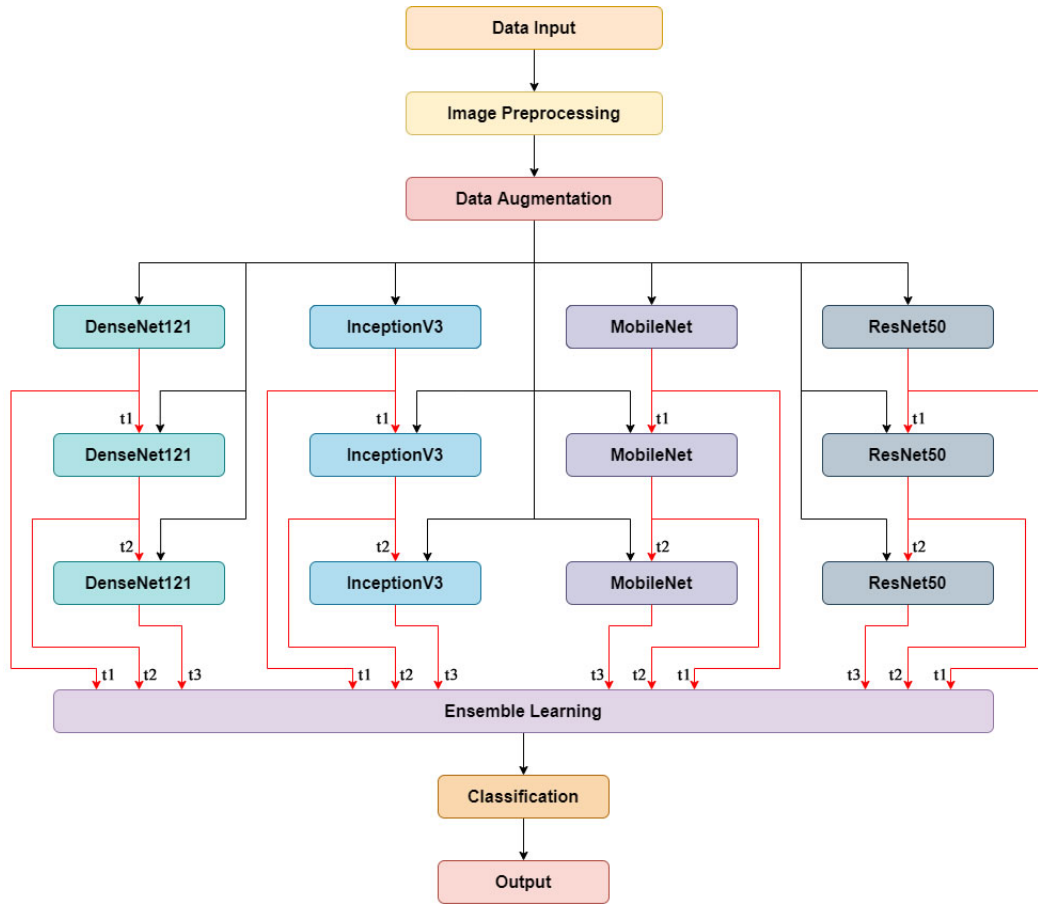 Data Input
Image Preprocessing
Data Augmentation
DenseNet121 InceptionV3 MobileNet ResNet50
t1 t1 t1 t1
DenseNet121 InceptionV3 MobileNet ResNet50
t2 t2 t2 t2
DenseNet121 InceptionV3 MobileNet ResNet50
t1 t2 t3 t1 t2 t3 t3 t2 t1 t3 t2 t1
Ensemble Learning
Classification
Output